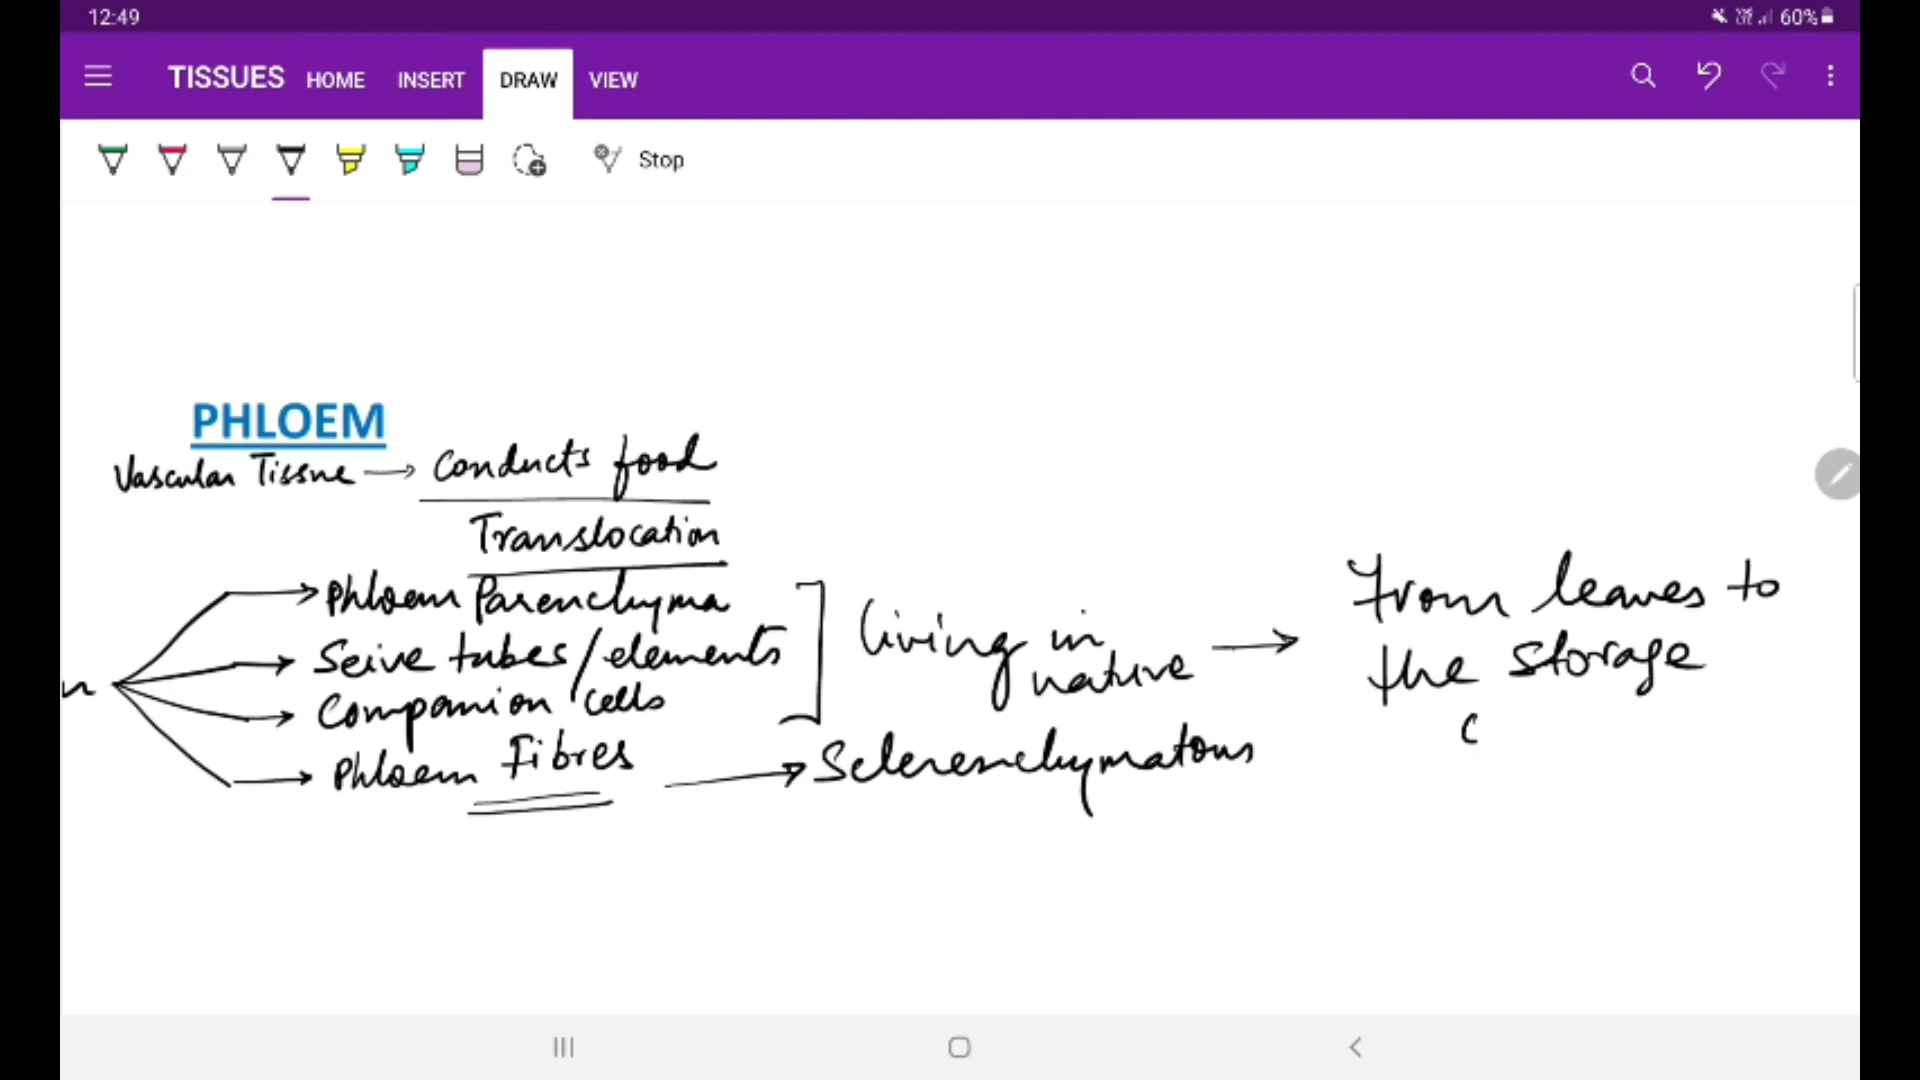 12:49 60%
TISSUES HOME INSERT DRAW VIEW
Stop
PHLOEM
Vascular Tissue → Conducts food
Translocation
→ Phloem Parenchyma
→ Seive tubes/elements
→ Companion cells
→ Phloem Fibres → Sclerenchymatous
living in
nature →
From leaves to
the storage